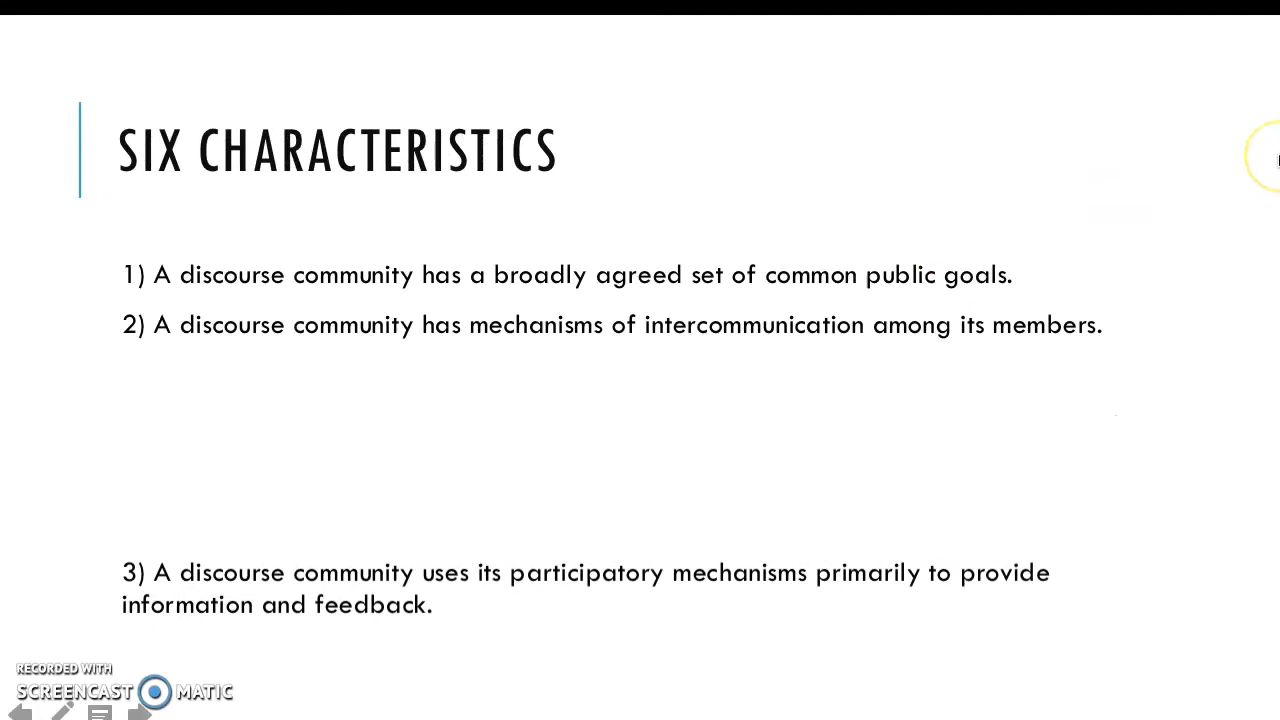 SIX CHARACTERISTICS
1) A discourse community has a broadly agreed set of common public goals.
2) A discourse community has mechanisms of intercommunication among its members.
3) A discourse community uses its participatory mechanisms primarily to provide
information and feedback.
RECORDED WITH
SCREENCAST MATIC